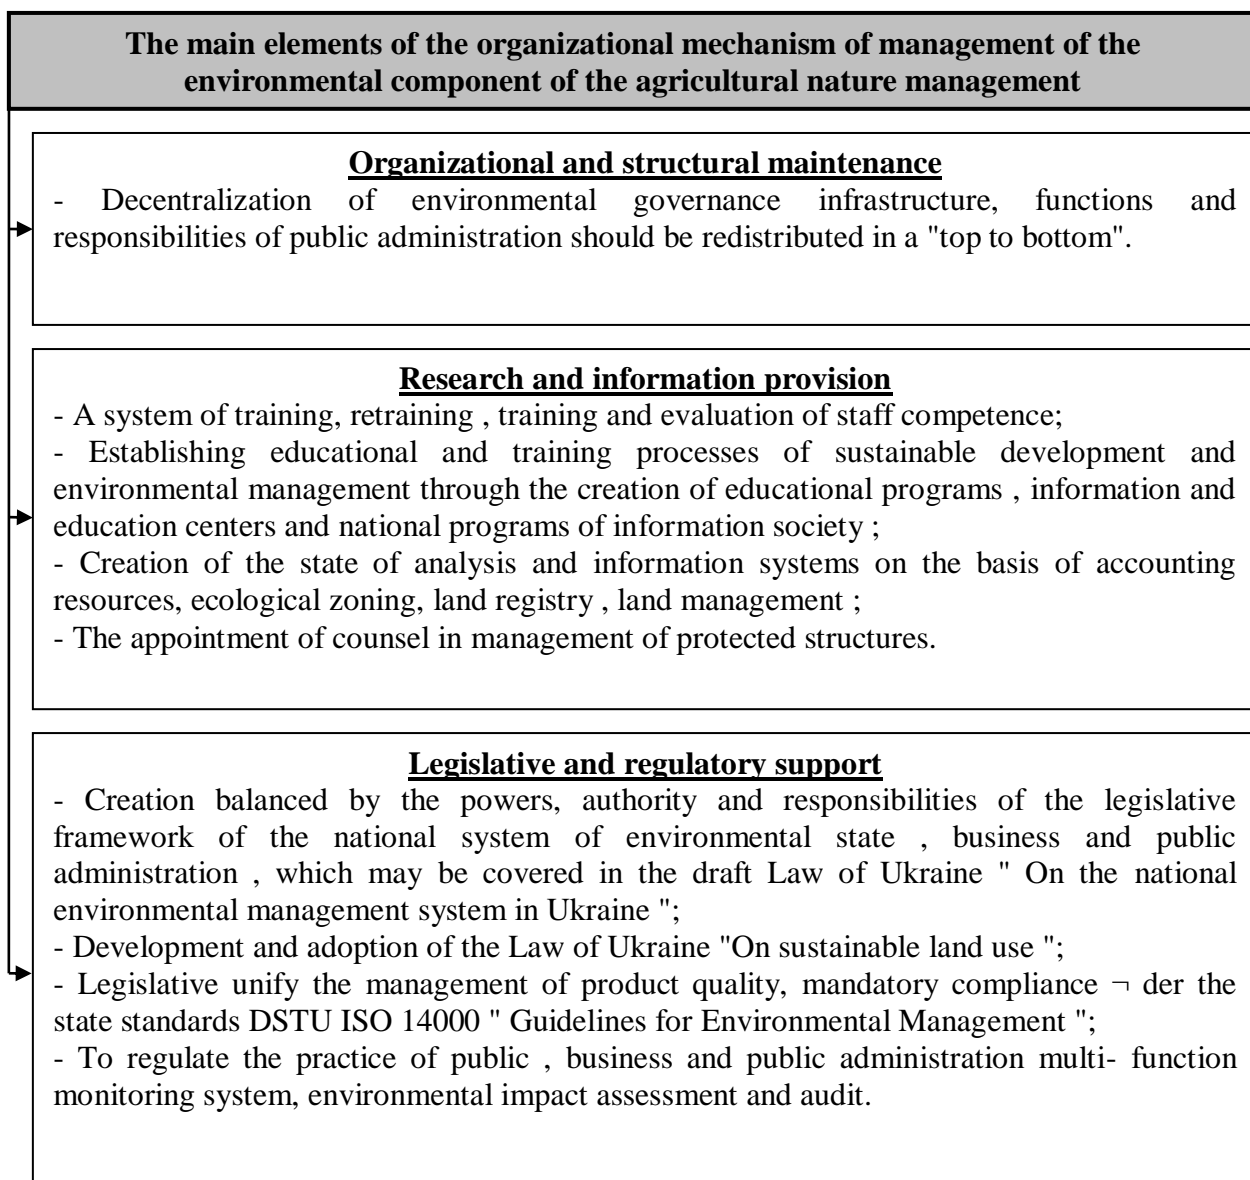 The main elements of the organizational mechanism of management of the
environmental component of the agricultural nature management
Organizational and structural maintenance
- Decentralization of environmental governance infrastructure, functions and
responsibilities of public administration should be redistributed in a "top to bottom".
Research and information provision
- A system of training, retraining , training and evaluation of staff competence;
- Establishing educational and training processes of sustainable development and
environmental management through the creation of educational programs , information and
education centers and national programs of information society ;
- Creation of the state of analysis and information systems on the basis of accounting
resources, ecological zoning, land registry , land management ;
- The appointment of counsel in management of protected structures.
Legislative and regulatory support
- Creation balanced by the powers, authority and responsibilities of the legislative
framework of the national system of environmental state , business and public
administration , which may be covered in the draft Law of Ukraine " On the national
environmental management system in Ukraine ";
- Development and adoption of the Law of Ukraine "On sustainable land use ";
- Legislative unify the management of product quality, mandatory compliance ¬ der the
state standards DSTU ISO 14000 " Guidelines for Environmental Management ";
- To regulate the practice of public , business and public administration multi- function
monitoring system, environmental impact assessment and audit.